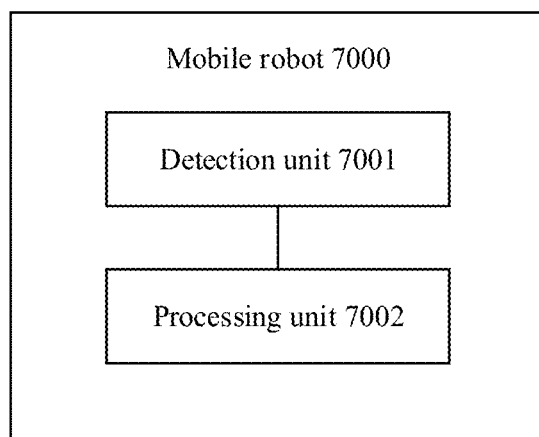 Mobile robot 7000
Detection unit 7001
Processing unit 7002